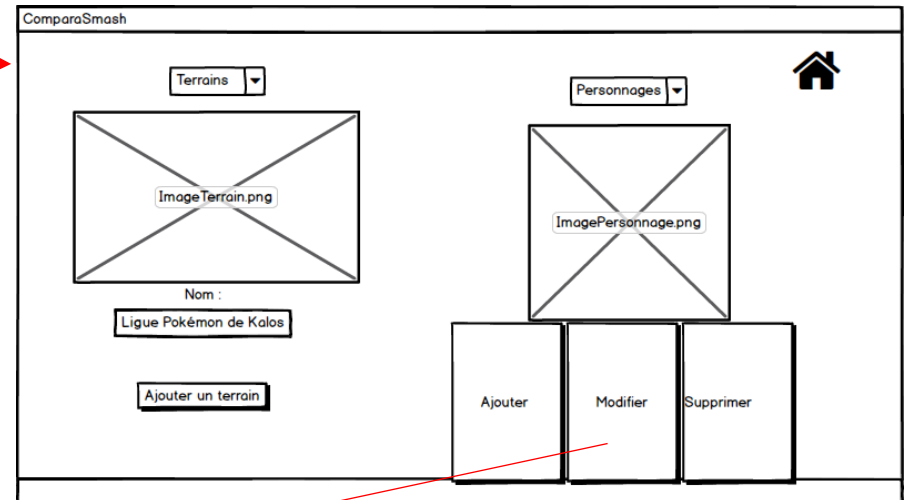 ComparaSmash
Terrains
Personnages
ImageTerrain.png
ImagePersonnage.png
Nom :
Ligue Pokémon de Kalos
Ajouter un terrain
Ajouter
Modifier
Supprimer